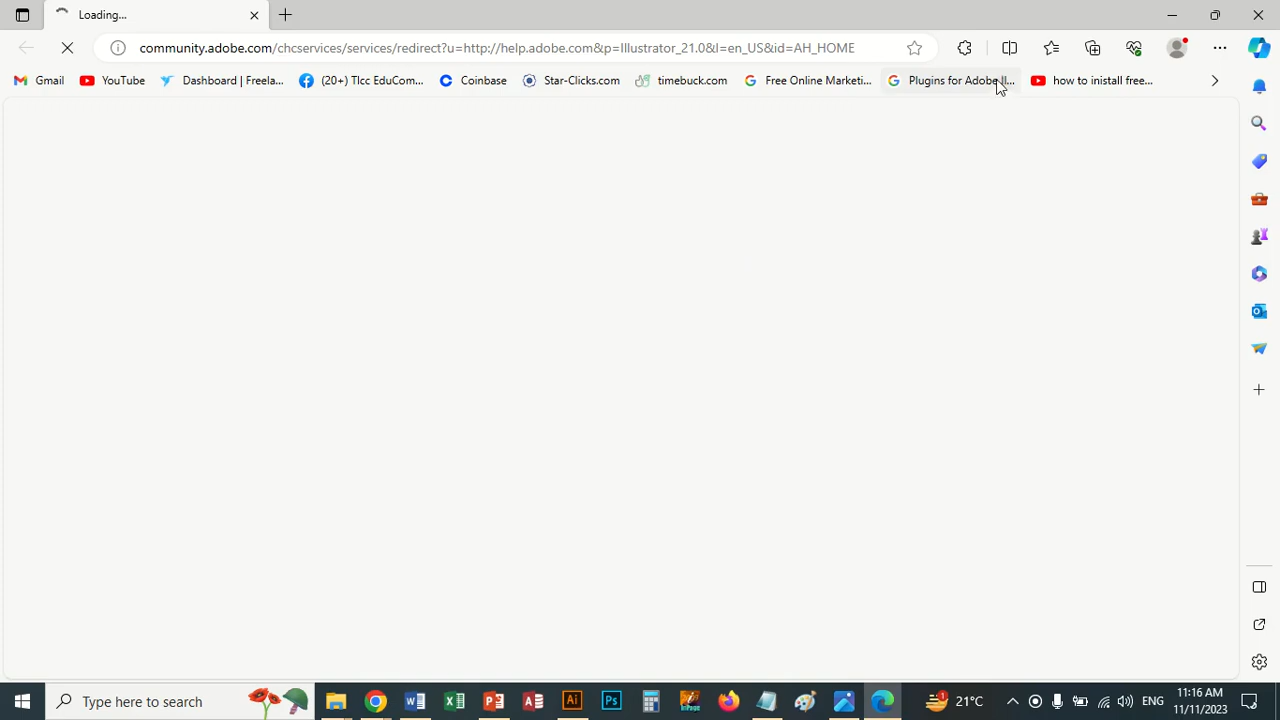 Loading...
community.adobe.com/chcservices/services/redirect?u=http://help.adobe.com&p=Illustrator_21.0&l=en_US&id=AH_HOME
Gmail YouTube Dashboard | Freela... (20+) Tlcc EduCom... Coinbase Star-Clicks.com timebuck.com Free Online Marketi... Plugins for Adobe Il... how to inistall free...
Type here to search
21°C
ENG
11:16 AM
11/11/2023